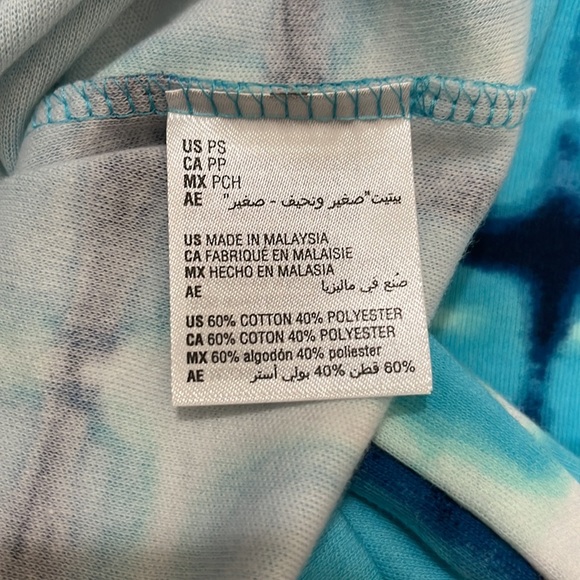 US PS
CA PP
MX PCH
AE بيتيت"صغير ونحيف - صغير"
US MADE IN MALAYSIA
CA FABRIQUÉ EN MALAISIE
MX HECHO EN MALASIA
AE صُنع في ماليزيا
US 60% COTTON 40% POLYESTER
CA 60% COTON 40% POLYESTER
MX 60% algodón 40% poliester
AE 60% قطن 40% بولي أستر